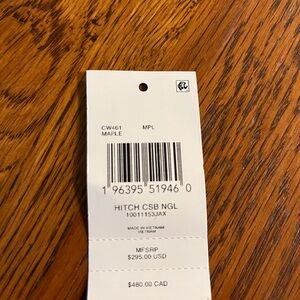 CW461 MPL
MAPLE
1 96395 51946 0
HITCH CSB NGL
10011153JAX
MADE IN VIETNAM
VIETNAM
MFSRP
$295.00 USD
$480.00 CAD